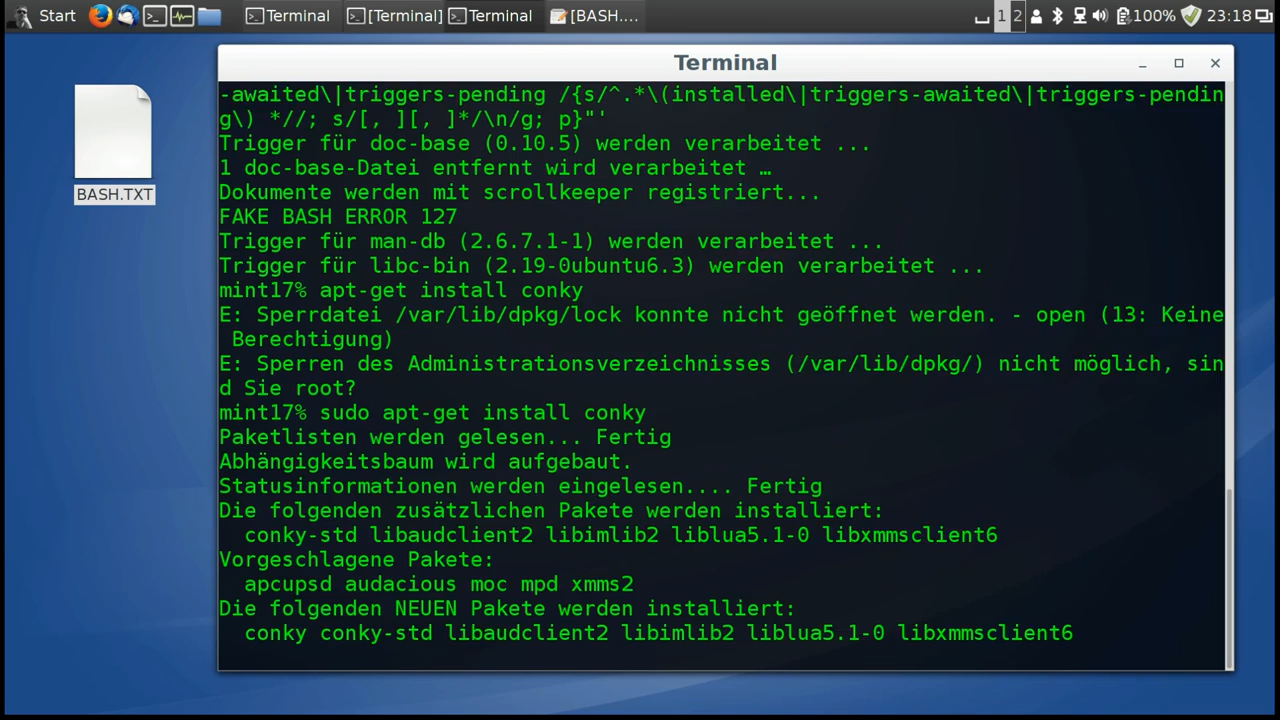 Start
Terminal
[Terminal]
Terminal
[BASH....
1
2
100%
23:18
BASH.TXT
Terminal
-awaited\|triggers-pending /{s/^.*\(installed\|triggers-awaited\|triggers-pendin
g\) *//; s/[, ][, ]*/\n/g; p}"'
Trigger für doc-base (0.10.5) werden verarbeitet ...
1 doc-base-Datei entfernt wird verarbeitet …
Dokumente werden mit scrollkeeper registriert...
FAKE BASH ERROR 127
Trigger für man-db (2.6.7.1-1) werden verarbeitet ...
Trigger für libc-bin (2.19-0ubuntu6.3) werden verarbeitet ...
mint17% apt-get install conky
E: Sperrdatei /var/lib/dpkg/lock konnte nicht geöffnet werden. - open (13: Keine
Berechtigung)
E: Sperren des Administrationsverzeichnisses (/var/lib/dpkg/) nicht möglich, sin
d Sie root?
mint17% sudo apt-get install conky
Paketlisten werden gelesen... Fertig
Abhängigkeitsbaum wird aufgebaut.
Statusinformationen werden eingelesen.... Fertig
Die folgenden zusätzlichen Pakete werden installiert:
conky-std libaudclient2 libimlib2 liblua5.1-0 libxmmsclient6
Vorgeschlagene Pakete:
apcupsd audacious moc mpd xmms2
Die folgenden NEUEN Pakete werden installiert:
conky conky-std libaudclient2 libimlib2 liblua5.1-0 libxmmsclient6